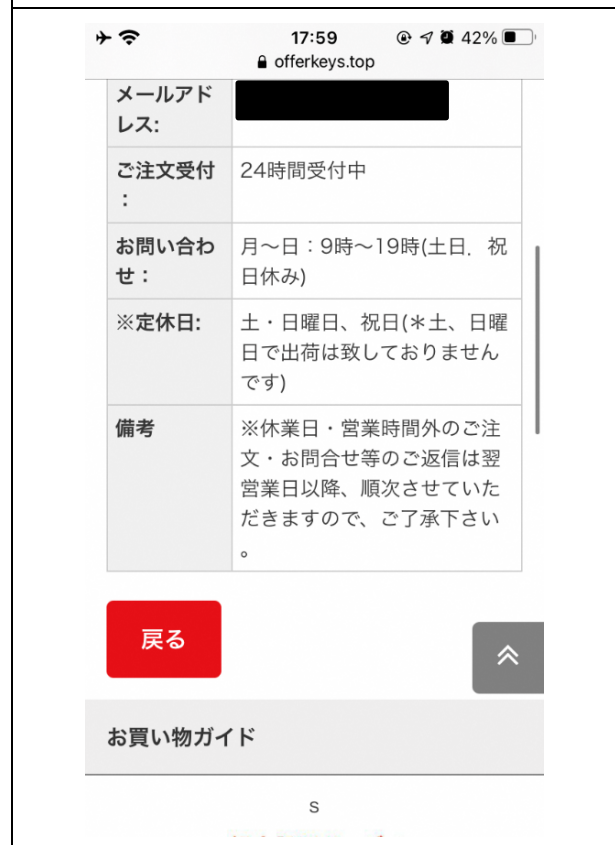 17:59
42%
offerkeys.top
メールアド
レス:
ご注文受付
:
24時間受付中
お問い合わ
せ:
月〜日：9時〜19時(土日．祝
日休み)
※定休日:
土・日曜日、祝日(＊土、日曜
日で出荷は致しておりません
です)
備考
※休業日・営業時間外のご注
文・お問合せ等のご返信は翌
営業日以降、順次させていた
だきますので、ご了承下さい
。
戻る
お買い物ガイド
s